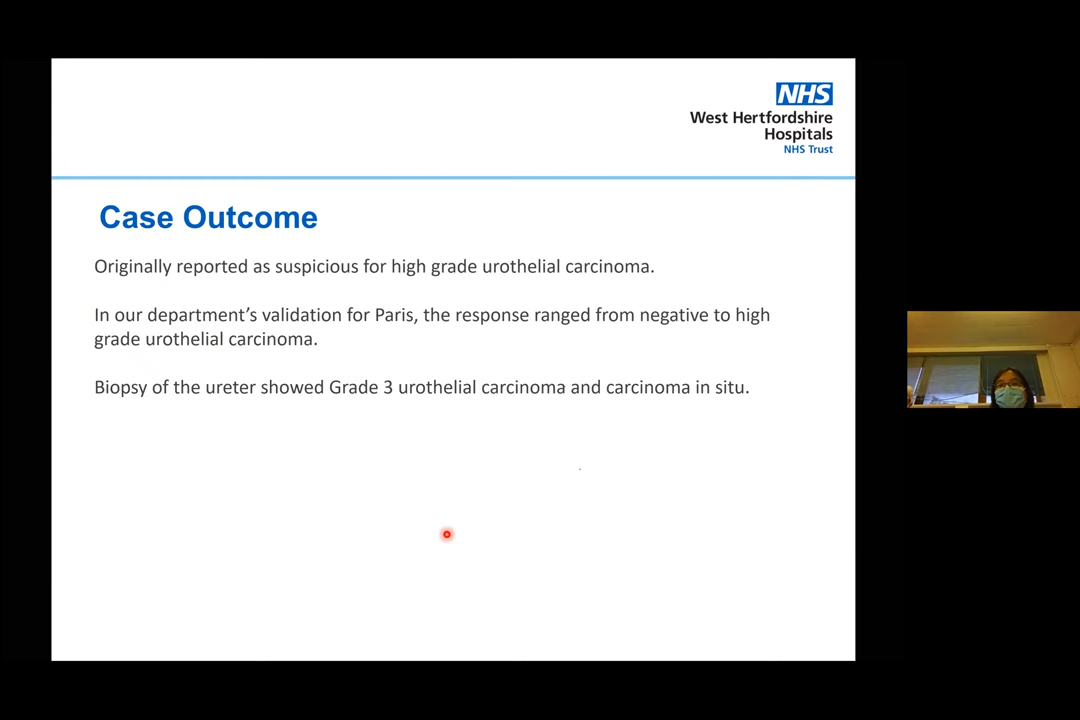 NHS
West Hertfordshire
Hospitals
NHS Trust
Case Outcome
Originally reported as suspicious for high grade urothelial carcinoma.
In our department’s validation for Paris, the response ranged from negative to high
grade urothelial carcinoma.
Biopsy of the ureter showed Grade 3 urothelial carcinoma and carcinoma in situ.